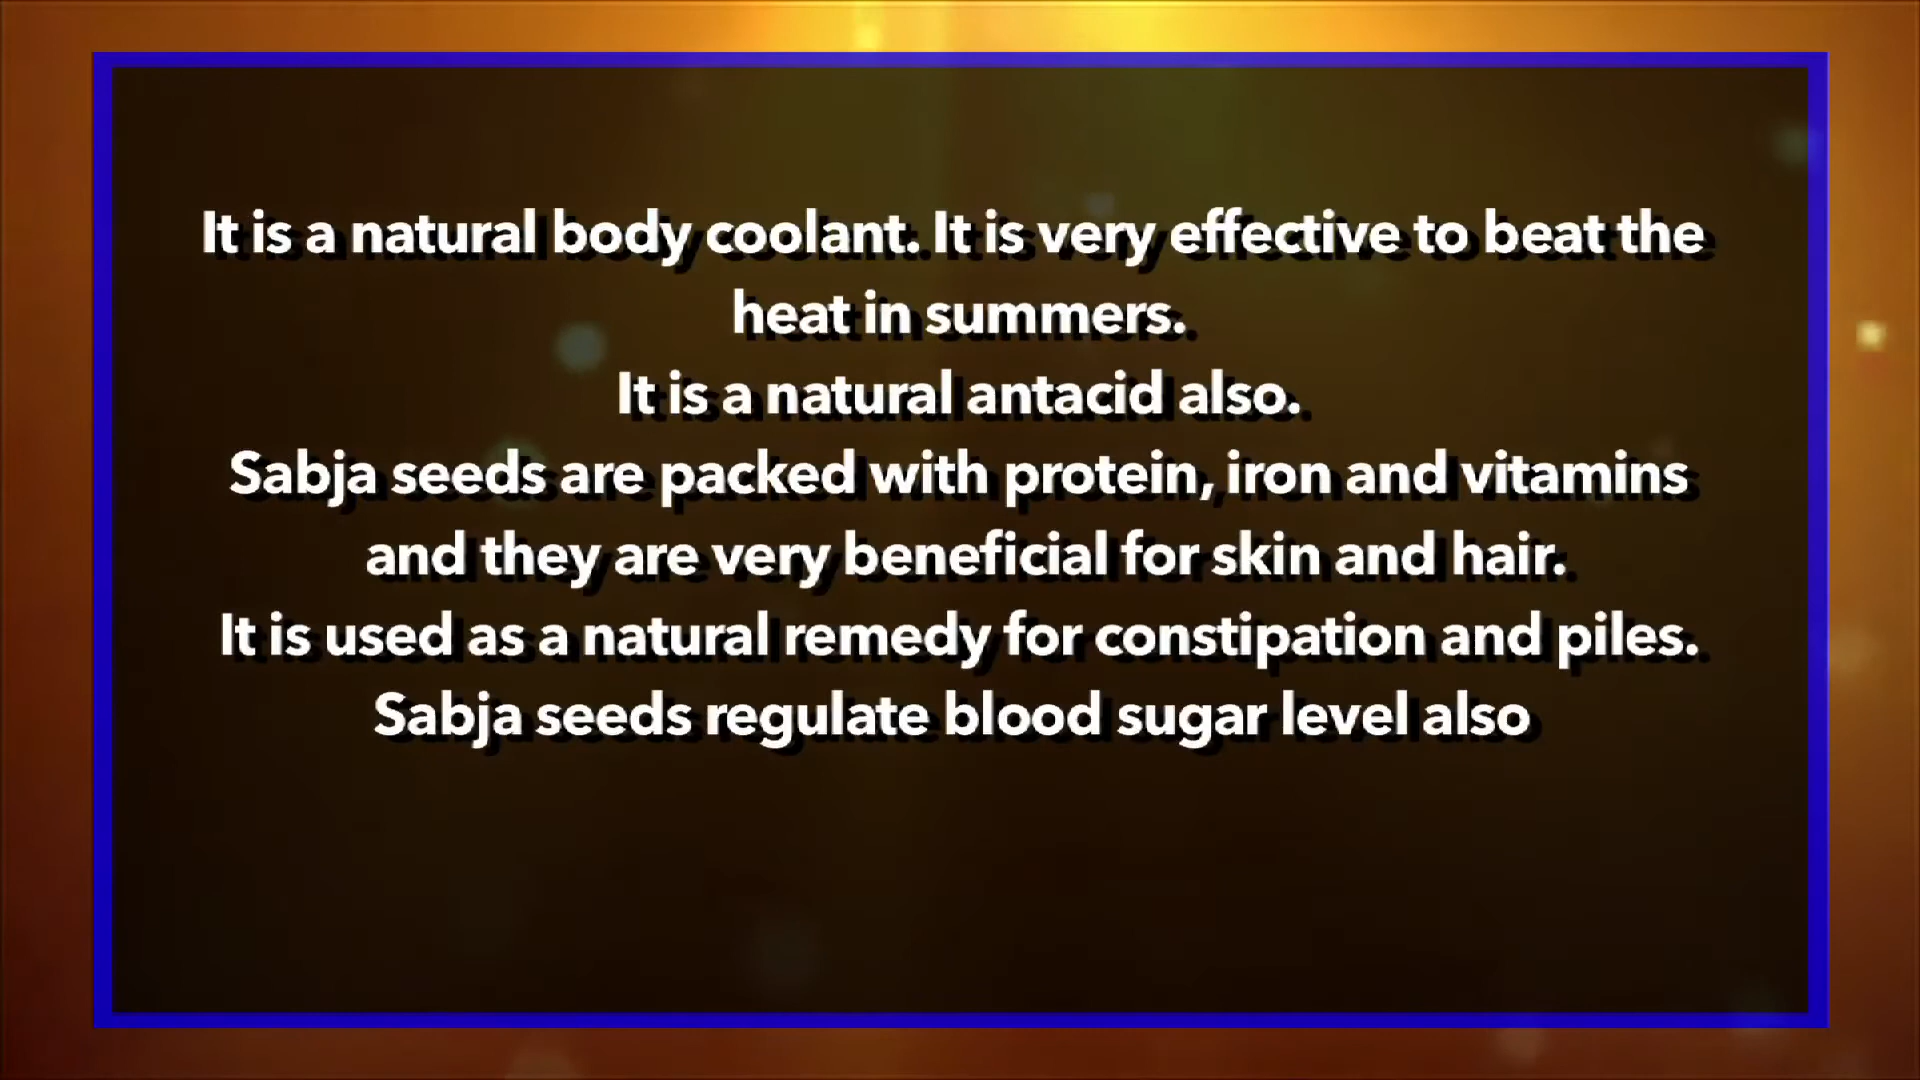 It is a natural body coolant. It is very effective to beat the
heat in summers.
It is a natural antacid also.
Sabja seeds are packed with protein, iron and vitamins
and they are very beneficial for skin and hair.
It is used as a natural remedy for constipation and piles.
Sabja seeds regulate blood sugar level also